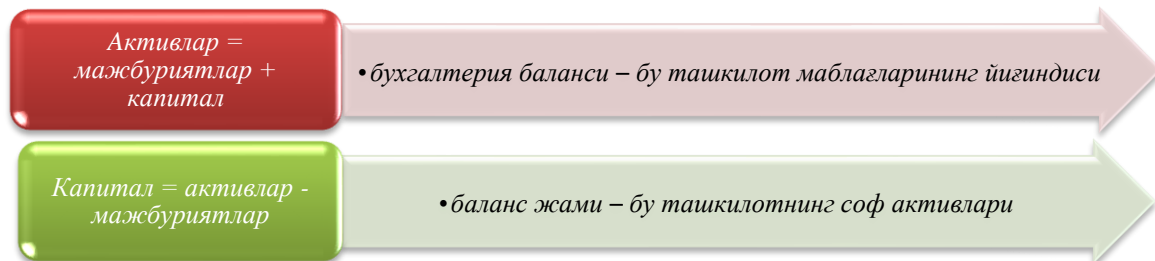 Активлар =
мажбуриятлар +
капитал
•бухгалтерия баланси – бу ташкилот маблағларининг йиғиндиси
Капитал = активлар -
мажбуриятлар
•баланс жами – бу ташкилотнинг соф активлари